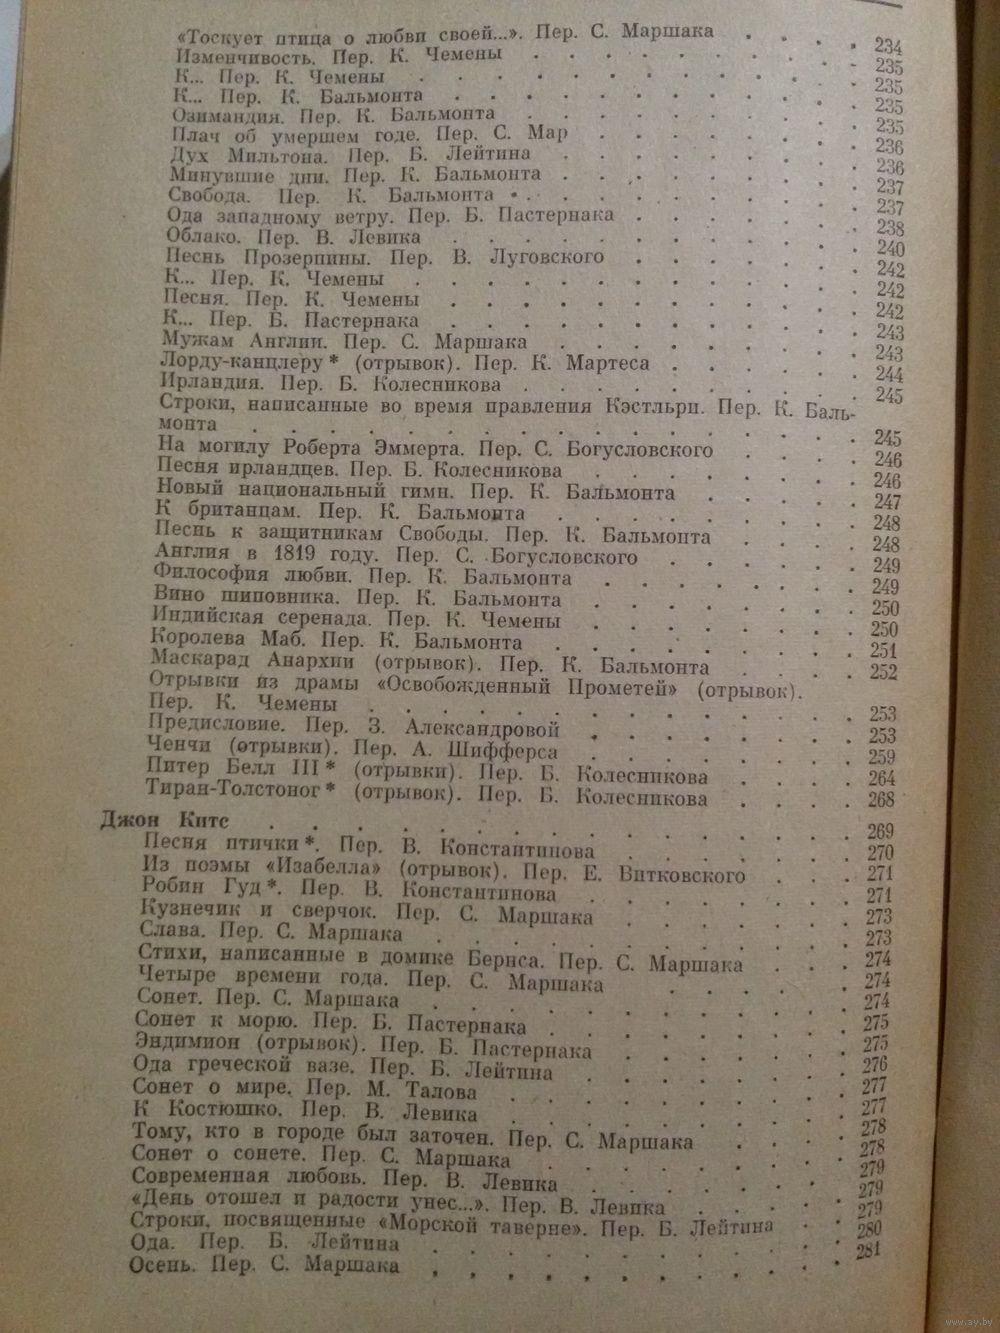 «Тоскует птица о любви своей...». Пер. С. Маршака . . . . 234
Изменчивость. Пер. К. Чемены . . . . . . . . . 235
К... Пер. К. Чемены . . . . . . . . . . . . 235
К... Пер. К. Бальмонта . . . . . . . . . . . 235
Озимандия. Пер. К. Бальмонта . . . . . . . . . 235
Плач об умершем годе. Пер. С. Мар . . . . . . . 236
Дух Мильтона. Пер. Б. Лейтина . . . . . . . . 236
Минувшие дни. Пер. К. Бальмонта . . . . . . . . 237
Свобода. Пер. К. Бальмонта . . . . . . . . . 237
Ода западному ветру. Пер. Б. Пастернака . . . . . . 238
Облако. Пер. В. Левика . . . . . . . . . . . 240
Песнь Прозерпины. Пер. В. Луговского . . . . . . 242
К... Пер. К. Чемены . . . . . . . . . . . . 242
Песня. Пер. К. Чемены . . . . . . . . . . . 242
К... Пер. Б. Пастернака . . . . . . . . . . . 243
Мужам Англии. Пер. С. Маршака . . . . . . . . 243
Лорду-канцлеру * (отрывок). Пер. К. Мартеса . . . . . 244
Ирландия. Пер. Б. Колесникова . . . . . . . . . 245
Строки, написанные во время правления Кэстльри. Пер. К. Баль-
монта . . . . . . . . . . . . . . . . 245
На могилу Роберта Эммерта. Пер. С. Богусловского . . . . 246
Песня ирландцев. Пер. Б. Колесникова . . . . . . . 246
Новый национальный гимн. Пер. К. Бальмонта . . . . . 247
К британцам. Пер. К. Бальмонта . . . . . . . . 248
Песнь к защитникам Свободы. Пер. К. Бальмонта . . . . 248
Англия в 1819 году. Пер. С. Богусловского . . . . . 249
Философия любви. Пер. К. Бальмонта . . . . . . . 249
Вино шиповника. Пер. К. Бальмонта . . . . . . . 250
Индийская серенада. Пер. К. Чемены . . . . . . . 250
Королева Маб. Пер. К. Бальмонта . . . . . . . . 251
Маскарад Анархии (отрывок). Пер. К. Бальмонта . . . . 252
Отрывки из драмы «Освобожденный Прометей» (отрывок).
Пер. К. Чемены . . . . . . . . . . . . . 253
Предисловие. Пер. З. Александровой . . . . . . . 253
Ченчи (отрывки). Пер. А. Шифферса . . . . . . . 259
Питер Белл III * (отрывки). Пер. Б. Колесникова . . . . 264
Тиран-Толстоног * (отрывок). Пер. Б. Колесникова . . . . 268
Джон Китс . . . . . . . . . . . . . . 269
Песня птички *. Пер. В. Константинова . . . . . . 270
Из поэмы «Изабелла» (отрывок). Пер. Е. Витковского . . . 271
Робин Гуд *. Пер. В. Константинова . . . . . . . 271
Кузнечик и сверчок. Пер. С. Маршака . . . . . . 273
Слава. Пер. С. Маршака . . . . . . . . . . . 273
Стихи, написанные в домике Бернса. Пер. С. Маршака . . . 274
Четыре времени года. Пер. С. Маршака . . . . . . 274
Сонет. Пер. С. Маршака . . . . . . . . . . . 274
Сонет к морю. Пер. Б. Пастернака . . . . . . . . 275
Эндимион (отрывок). Пер. Б. Пастернака . . . . . . 275
Ода греческой вазе. Пер. Б. Лейтина . . . . . . . 276
Сонет о мире. Пер. М. Талова . . . . . . . . . 277
К Костюшко. Пер. В. Левика . . . . . . . . . 277
Тому, кто в городе был заточен. Пер. С. Маршака . . . . 278
Сонет о сонете. Пер. С. Маршака . . . . . . . . 278
Современная любовь. Пер. В. Левика . . . . . . . 279
«День отошел и радости унес...». Пер. В. Левика . . . . 279
Строки, посвященные «Морской таверне». Пер. Б. Лейтина . . 279
Ода. Пер. Б. Лейтина . . . . . . . . . . . 280
Осень. Пер. С. Маршака . . . . . . . . . . . 281
www.ay.by